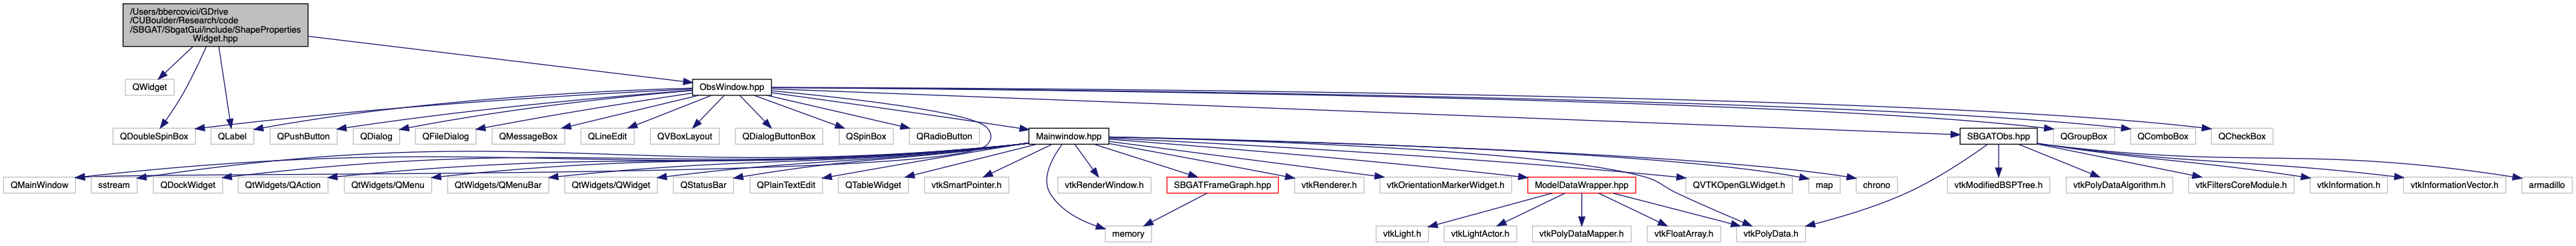 /Users/bbercovici/GDrive
/CUBoulder/Research/code
/SBGAT/SbgatGui/include/ShapeProperties
Widget.hpp
QWidget
ObsWindow.hpp
QDoubleSpinBox
QLabel
QPushButton
QDialog
QFileDialog
QMessageBox
QLineEdit
QVBoxLayout
QDialogButtonBox
QSpinBox
QRadioButton
Mainwindow.hpp
SBGATObs.hpp
QGroupBox
QComboBox
QCheckBox
QMainWindow
sstream
QDockWidget
QtWidgets/QAction
QtWidgets/QMenu
QtWidgets/QMenuBar
QtWidgets/QWidget
QStatusBar
QPlainTextEdit
QTableWidget
vtkSmartPointer.h
vtkRenderWindow.h
SBGATFrameGraph.hpp
vtkRenderer.h
vtkOrientationMarkerWidget.h
ModelDataWrapper.hpp
QVTKOpenGLWidget.h
map
chrono
vtkModifiedBSPTree.h
vtkPolyDataAlgorithm.h
vtkFiltersCoreModule.h
vtkInformation.h
vtkInformationVector.h
armadillo
memory
vtkLight.h
vtkLightActor.h
vtkPolyDataMapper.h
vtkFloatArray.h
vtkPolyData.h